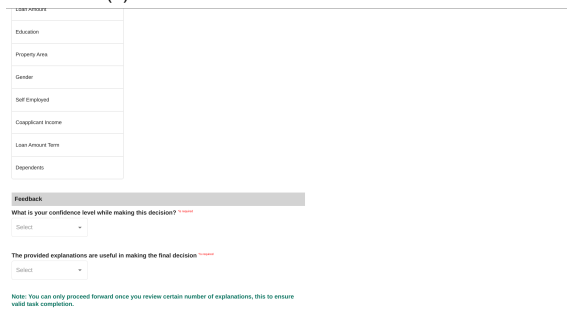 Loan Amount
Education
Property Area
Gender
Self Employed
Coapplicant Income
Loan Amount Term
Dependents
Feedback
What is your confidence level while making this decision?
Select
The provided explanations are useful in making the final decision
Select
Note: You can only proceed forward once you review certain number of explanations, this to ensure
valid task completion.